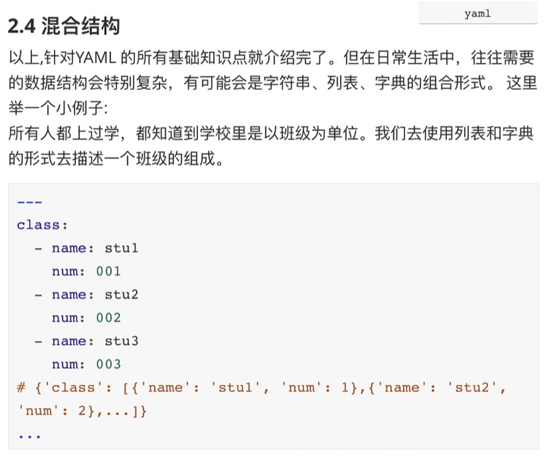 yaml
2.4 混合结构
以上,针对YAML 的所有基础知识点就介绍完了。但在日常生活中，往往需要
的数据结构会特别复杂，有可能会是字符串、列表、字典的组合形式。 这里
举一个小例子:
所有人都上过学，都知道到学校里是以班级为单位。我们去使用列表和字典
的形式去描述一个班级的组成。
---
class:
  - name: stu1
    num: 001
  - name: stu2
    num: 002
  - name: stu3
    num: 003
# {'class': [{'name': 'stu1', 'num': 1},{'name': 'stu2',
'num': 2},...]}
...